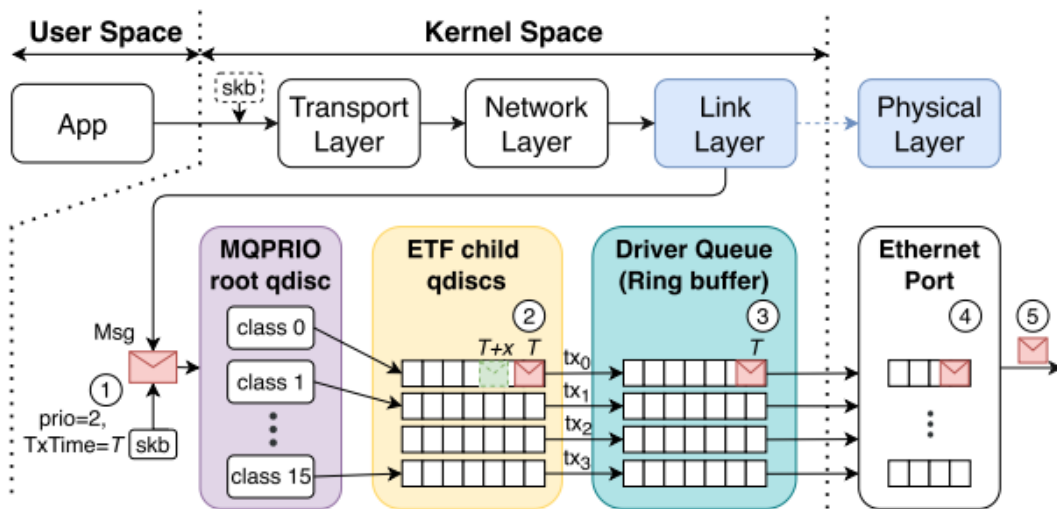 User Space
Kernel Space
skb
App
Transport
Layer
Network
Layer
Link
Layer
Physical
Layer
MQPRIO
root qdisc
ETF child
qdiscs
Driver Queue
(Ring buffer)
Ethernet
Port
Msg
1
prio=2,
TxTime=T
skb
class 0
class 1
class 15
2
T+x T
tx0
tx1
tx2
tx3
3
T
4
5